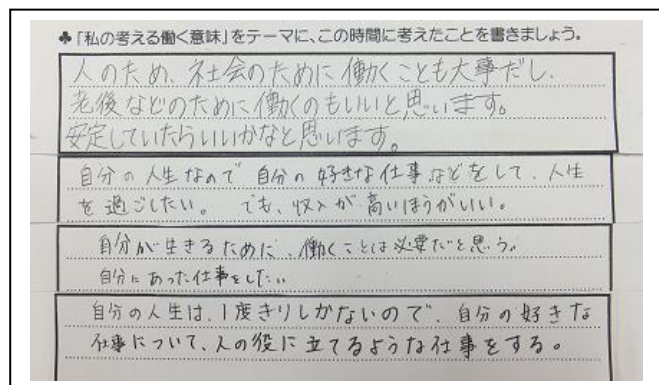 ♣「私の考える働く意味」をテーマに、この時間に考えたことを書きましょう。
人のため、社会のために働くことも大事だし、
老後などのために働くのもいいと思います。
安定していたらいいかなと思います。
自分の人生なので自分の好きな仕事などをして、人生
を過ごしたい。でも、収入が高いほうがいい。
自分が生きるために、働くことは必要だと思う。
自分にあった仕事をしたい
自分の人生は、1度きりしかないので、自分の好きな
仕事について、人の役に立てるような仕事をする。